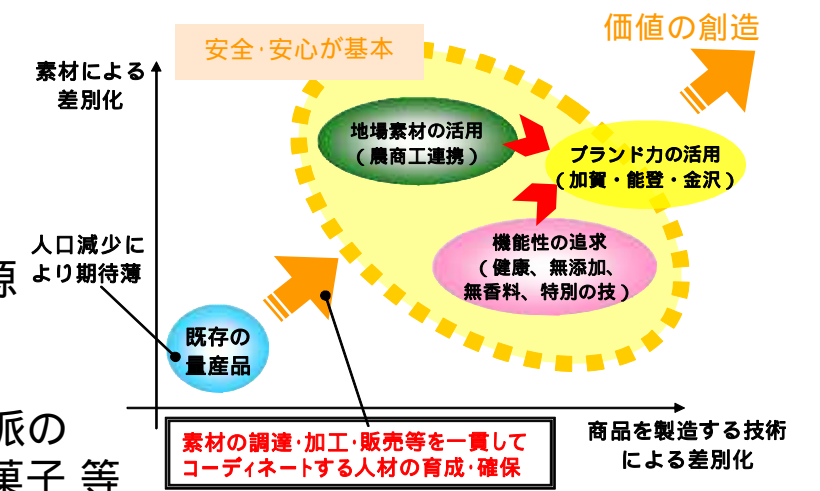 価値の創造
安全･安心が基本
素材による
差別化
地場素材の活用
（農商工連携）
ブランド力の活用
（加賀・能登・金沢）
人口減少に
より期待薄
源
機能性の追求
（健康、無添加、
無香料、特別の技）
既存の
量産品
派の
菓子 等
素材の調達･加工･販売等を一貫して
コーディネートする人材の育成･確保
商品を製造する技術
による差別化